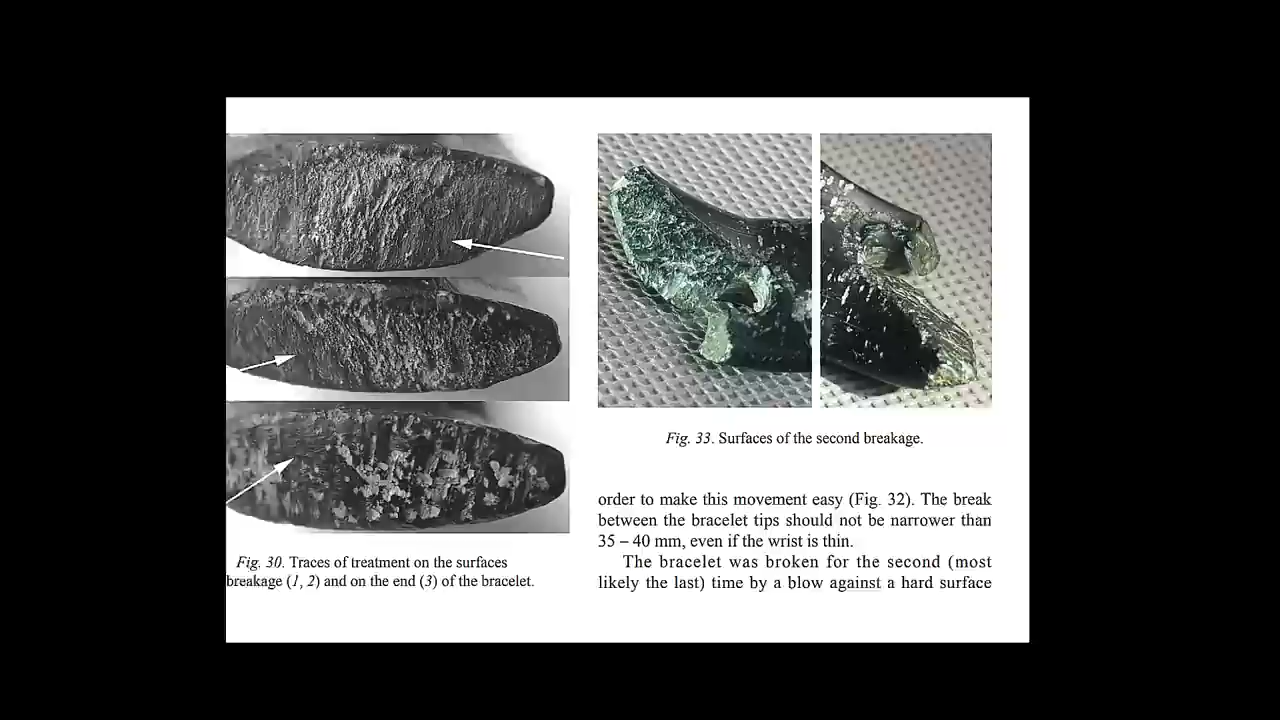 Fig. 30. Traces of treatment on the surfaces
breakage (1, 2) and on the end (3) of the bracelet.
Fig. 33. Surfaces of the second breakage.
order to make this movement easy (Fig. 32). The break
between the bracelet tips should not be narrower than
35 – 40 mm, even if the wrist is thin.
The bracelet was broken for the second (most
likely the last) time by a blow against a hard surface